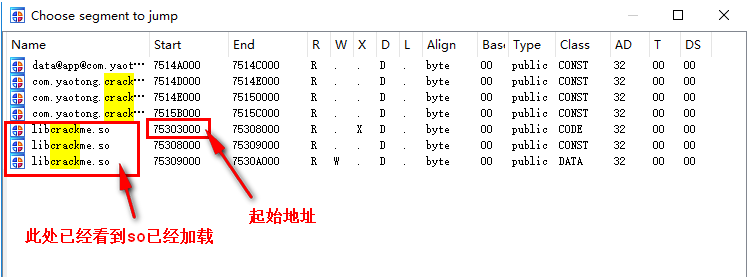 Choose segment to jump
Name Start End R W X D L Align Base Type Class AD T DS
data@app@com.yaot… 7514A000 7514C000 R . . D . byte 00 public CONST 32 00 00
com.yaotong.crack… 7514D000 7514E000 R . . D . byte 00 public CONST 32 00 00
com.yaotong.crack… 7514E000 75150000 R . . D . byte 00 public CONST 32 00 00
com.yaotong.crack… 7515B000 7515C000 R . . D . byte 00 public CONST 32 00 00
libcrackme.so 75303000 75308000 R . X D . byte 00 public CODE 32 00 00
libcrackme.so 75308000 75309000 R . . D . byte 00 public CONST 32 00 00
libcrackme.so 75309000 7530A000 R W . D . byte 00 public DATA 32 00 00
起始地址
此处已经看到so已经加载